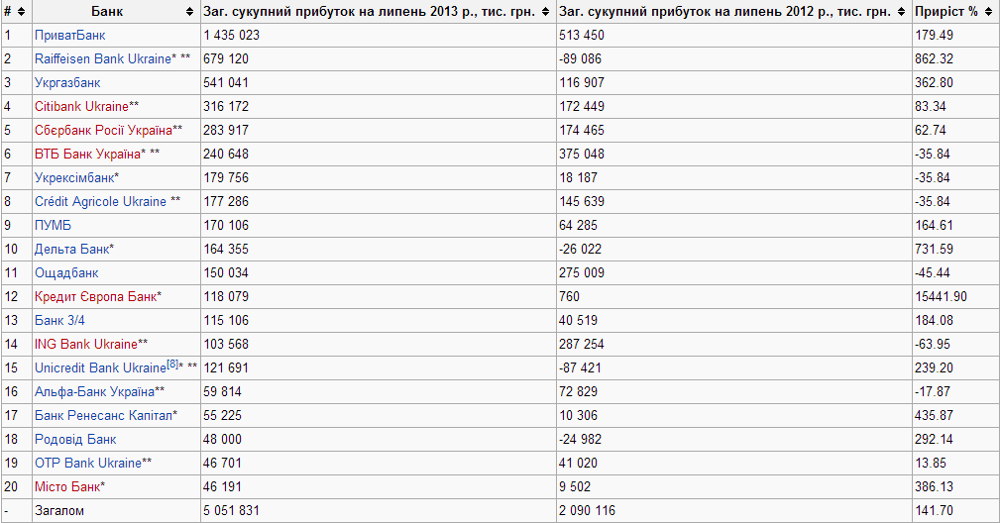 # Банк Заг. сукупний прибуток на липень 2013 р., тис. грн. Заг. сукупний прибуток на липень 2012 р., тис. грн. Приріст %
1 ПриватБанк 1 435 023 513 450 179.49
2 Raiffeisen Bank Ukraine* ** 679 120 -89 086 862.32
3 Укргазбанк 541 041 116 907 362.80
4 Citibank Ukraine** 316 172 172 449 83.34
5 Сбєрбанк Росії Україна** 283 917 174 465 62.74
6 ВТБ Банк Україна* ** 240 648 375 048 -35.84
7 Укрексімбанк* 179 756 18 187 -35.84
8 Crédit Agricole Ukraine ** 177 286 145 639 -35.84
9 ПУМБ 170 106 64 285 164.61
10 Дельта Банк* 164 355 -26 022 731.59
11 Ощадбанк 150 034 275 009 -45.44
12 Кредит Європа Банк* 118 079 760 15441.90
13 Банк 3/4 115 106 40 519 184.08
14 ING Bank Ukraine** 103 568 287 254 -63.95
15 Unicredit Bank Ukraine[8]* ** 121 691 -87 421 239.20
16 Альфа-Банк Україна** 59 814 72 829 -17.87
17 Банк Ренесанс Капітал* 55 225 10 306 435.87
18 Родовід Банк 48 000 -24 982 292.14
19 OTP Bank Ukraine** 46 701 41 020 13.85
20 Місто Банк* 46 191 9 502 386.13
- Загалом 5 051 831 2 090 116 141.70